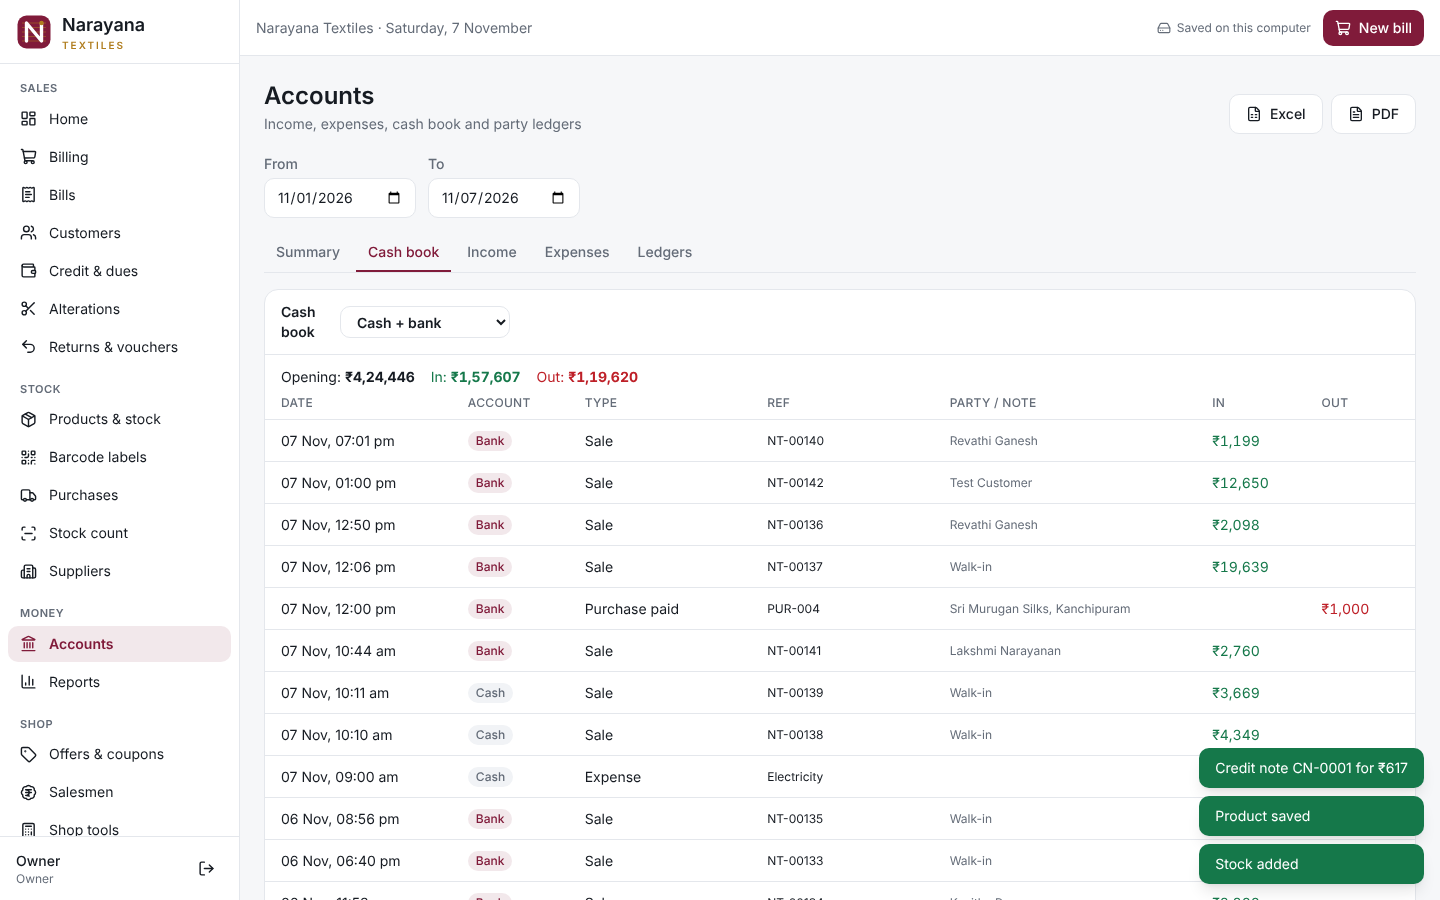 Narayana
TEXTILES
SALES
Home
Billing
Bills
Customers
Credit & dues
Alterations
Returns & vouchers
STOCK
Products & stock
Barcode labels
Purchases
Stock count
Suppliers
MONEY
Accounts
Reports
SHOP
Offers & coupons
Salesmen
Shop tools
Owner
Owner
Narayana Textiles · Saturday, 7 November
Saved on this computer
New bill
Accounts
Income, expenses, cash book and party ledgers
Excel
PDF
From
To
11/01/2026
11/07/2026
Summary Cash book Income Expenses Ledgers
Cash book
Cash + bank
Opening: ₹4,24,446 In: ₹1,57,607 Out: ₹1,19,620
DATE ACCOUNT TYPE REF PARTY / NOTE IN OUT
07 Nov, 07:01 pm Bank Sale NT-00140 Revathi Ganesh ₹1,199
07 Nov, 01:00 pm Bank Sale NT-00142 Test Customer ₹12,650
07 Nov, 12:50 pm Bank Sale NT-00136 Revathi Ganesh ₹2,098
07 Nov, 12:06 pm Bank Sale NT-00137 Walk-in ₹19,639
07 Nov, 12:00 pm Bank Purchase paid PUR-004 Sri Murugan Silks, Kanchipuram ₹1,000
07 Nov, 10:44 am Bank Sale NT-00141 Lakshmi Narayanan ₹2,760
07 Nov, 10:11 am Cash Sale NT-00139 Walk-in ₹3,669
07 Nov, 10:10 am Cash Sale NT-00138 Walk-in ₹4,349
07 Nov, 09:00 am Cash Expense Electricity
06 Nov, 08:56 pm Bank Sale NT-00135 Walk-in
06 Nov, 06:40 pm Bank Sale NT-00133 Walk-in
Credit note CN-0001 for ₹617
Product saved
Stock added